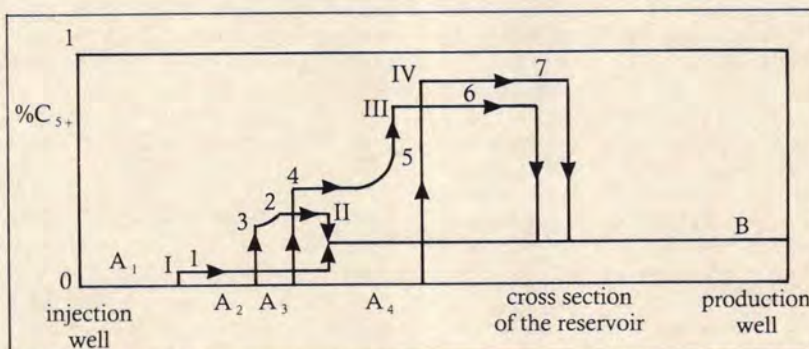 1
IV 7
%C5+ III 6
4 5
3 2 II
B
A1 I 1
0
A2 A3 A4
injection
well
cross section
of the reservoir
production
well